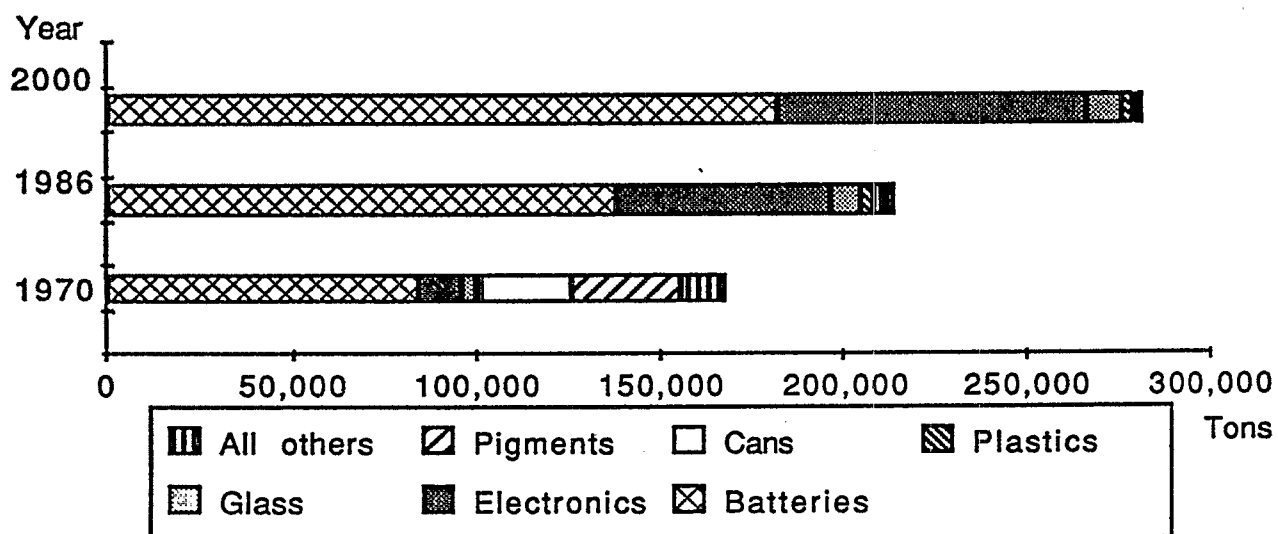 Year
2000
1986
1970
0 50,000 100,000 150,000 200,000 250,000 300,000
Tons
All others Pigments Cans Plastics
Glass Electronics Batteries